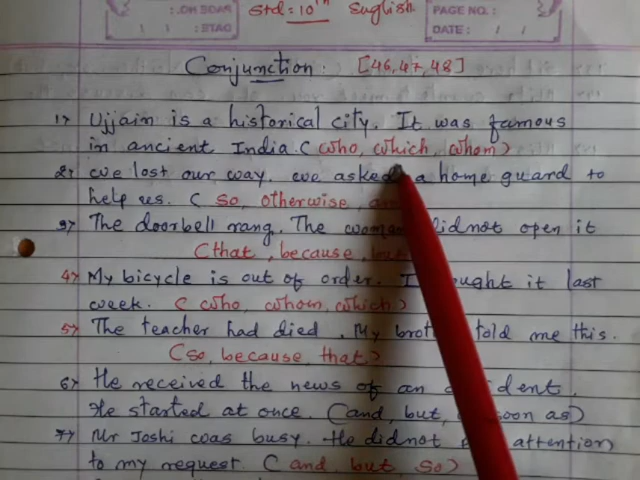 Std: 10th English
PAGE NO.:
DATE: / /
Conjunction: [46,47,48]
1) Ujjain is a historical city. It was famous
in ancient India. (who, which, whom)
2) We lost our way. We asked a home guard to
help us. (so, otherwise,
3) The doorbell rang. The didnot open it
(that, because,
4) My bicycle is out of order. I it last
week. (who, whom, which)
5) The teacher had died. My told me this.
(so, because, that)
6) He received the news of an
He started at once. (and, but, soon as)
7) Mr Joshi was busy. He didnot attention
to my request. (and, but, so)